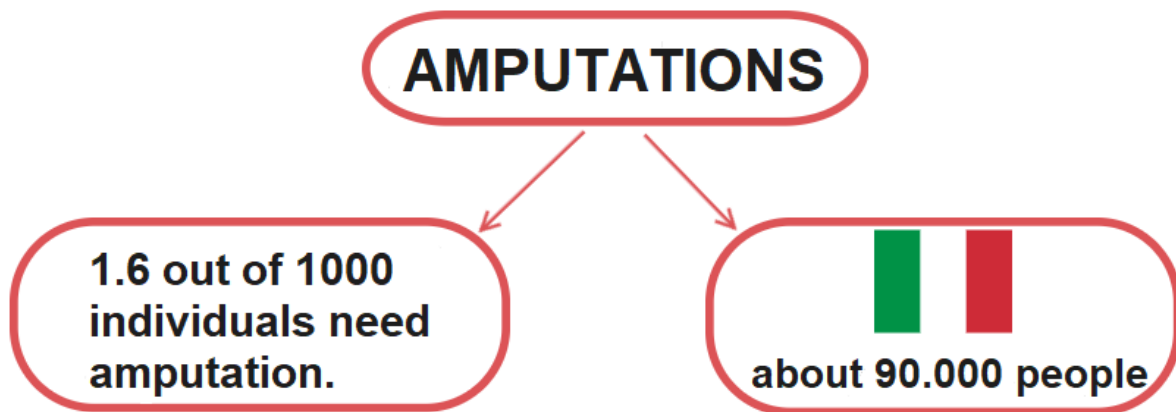 AMPUTATIONS
1.6 out of 1000
individuals need
amputation.
about 90.000 people